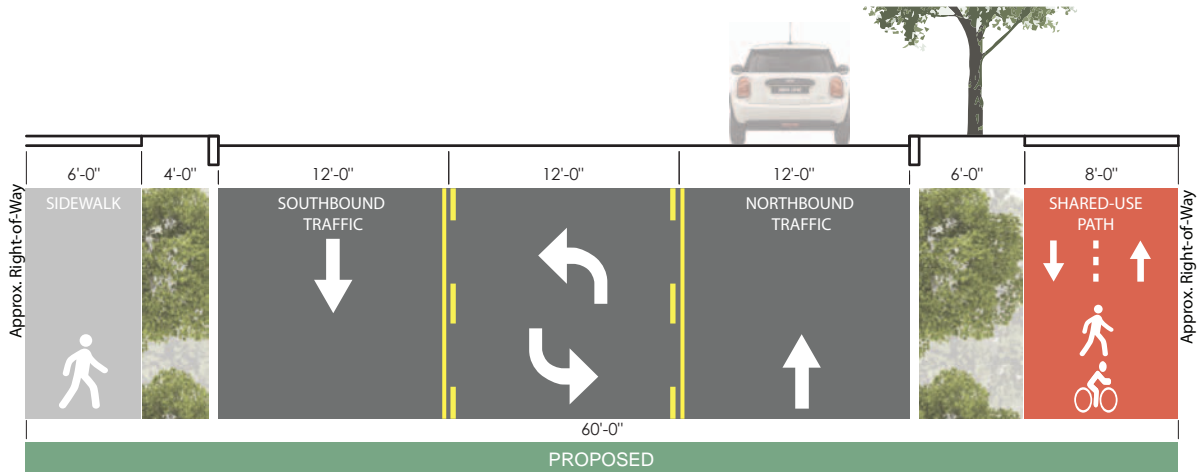 6'-0"
4'-0"
12'-0"
12'-0"
12'-0"
6'-0"
8'-0"
Approx. Right-of-Way
SIDEWALK
SOUTHBOUND
TRAFFIC
NORTHBOUND
TRAFFIC
SHARED-USE
PATH
Approx. Right-of-Way
60'-0"
PROPOSED